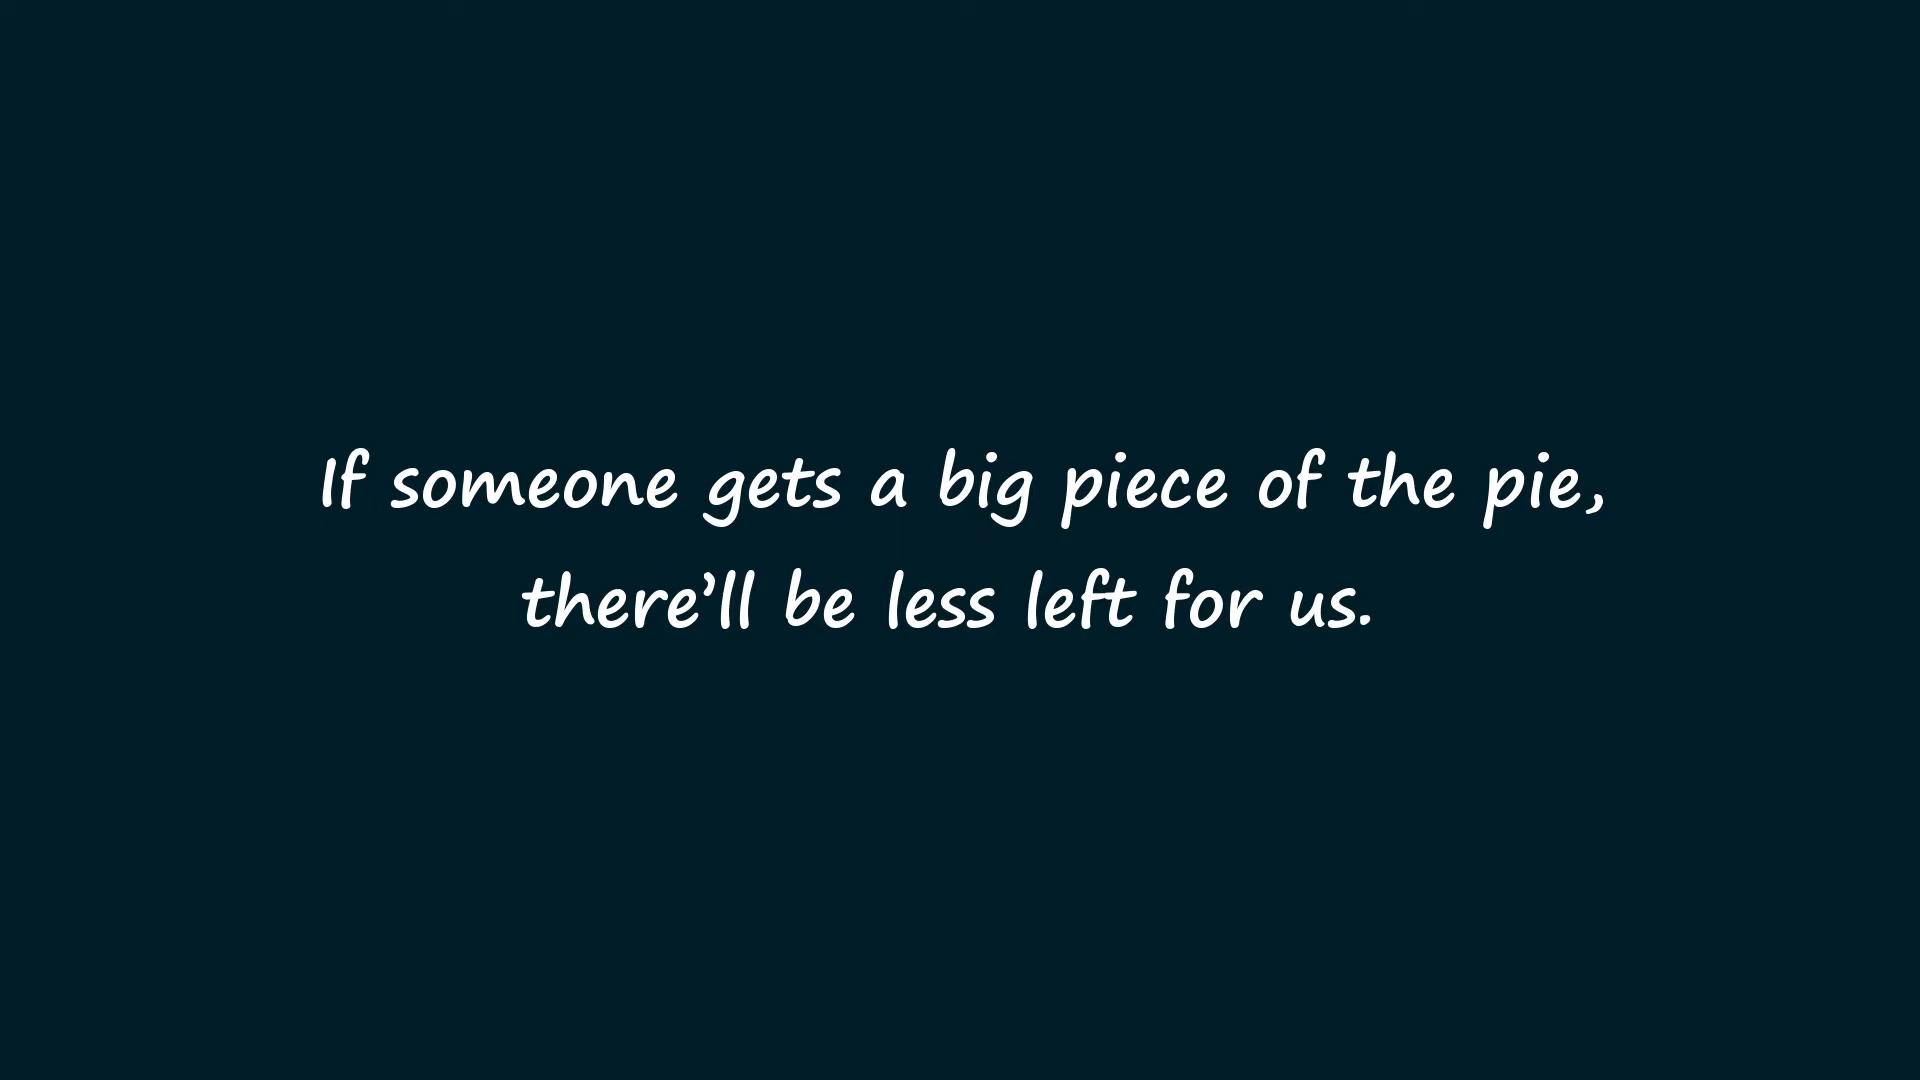 If someone gets a big piece of the pie,
there’ll be less left for us.